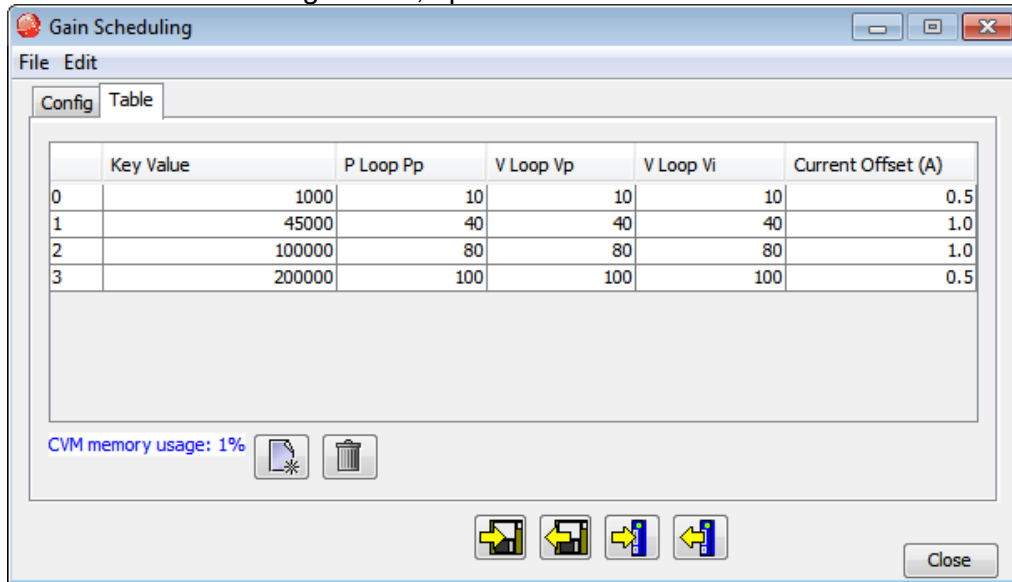 Gain Scheduling
File Edit
Config Table
Key Value P Loop Pp V Loop Vp V Loop Vi Current Offset (A)
0 1000 10 10 10 0.5
1 45000 40 40 40 1.0
2 100000 80 80 80 1.0
3 200000 100 100 100 0.5
CVM memory usage: 1%
Close